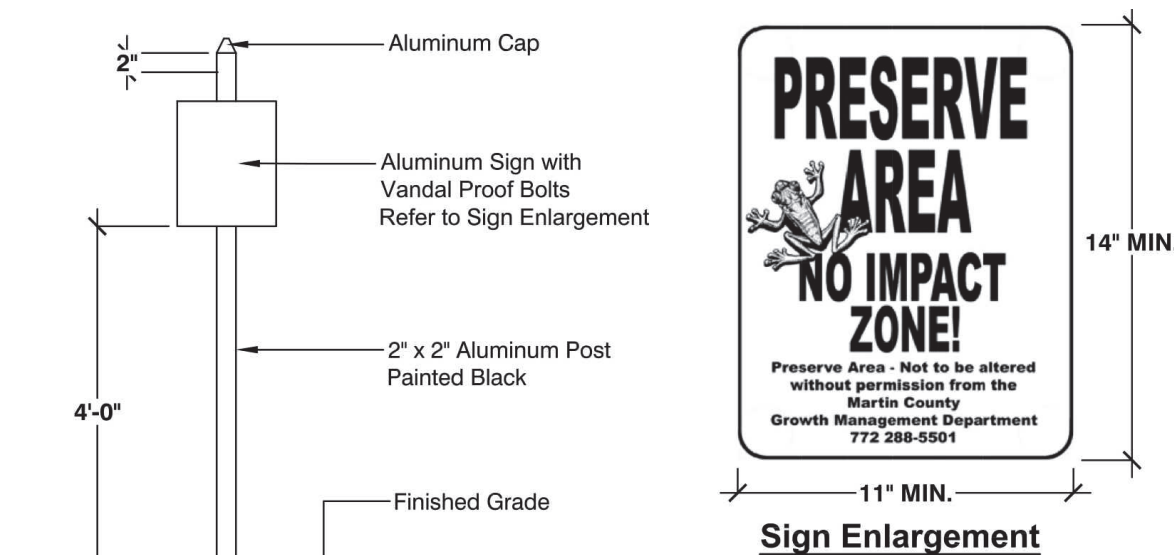 Aluminum Cap
2"
Aluminum Sign with
Vandal Proof Bolts
Refer to Sign Enlargement
2" x 2" Aluminum Post
Painted Black
4'-0"
Finished Grade
PRESERVE
AREA
NO IMPACT
ZONE!
Preserve Area - Not to be altered
without permission from the
Martin County
Growth Management Department
772 288-5501
14" MIN.
11" MIN.
Sign Enlargement